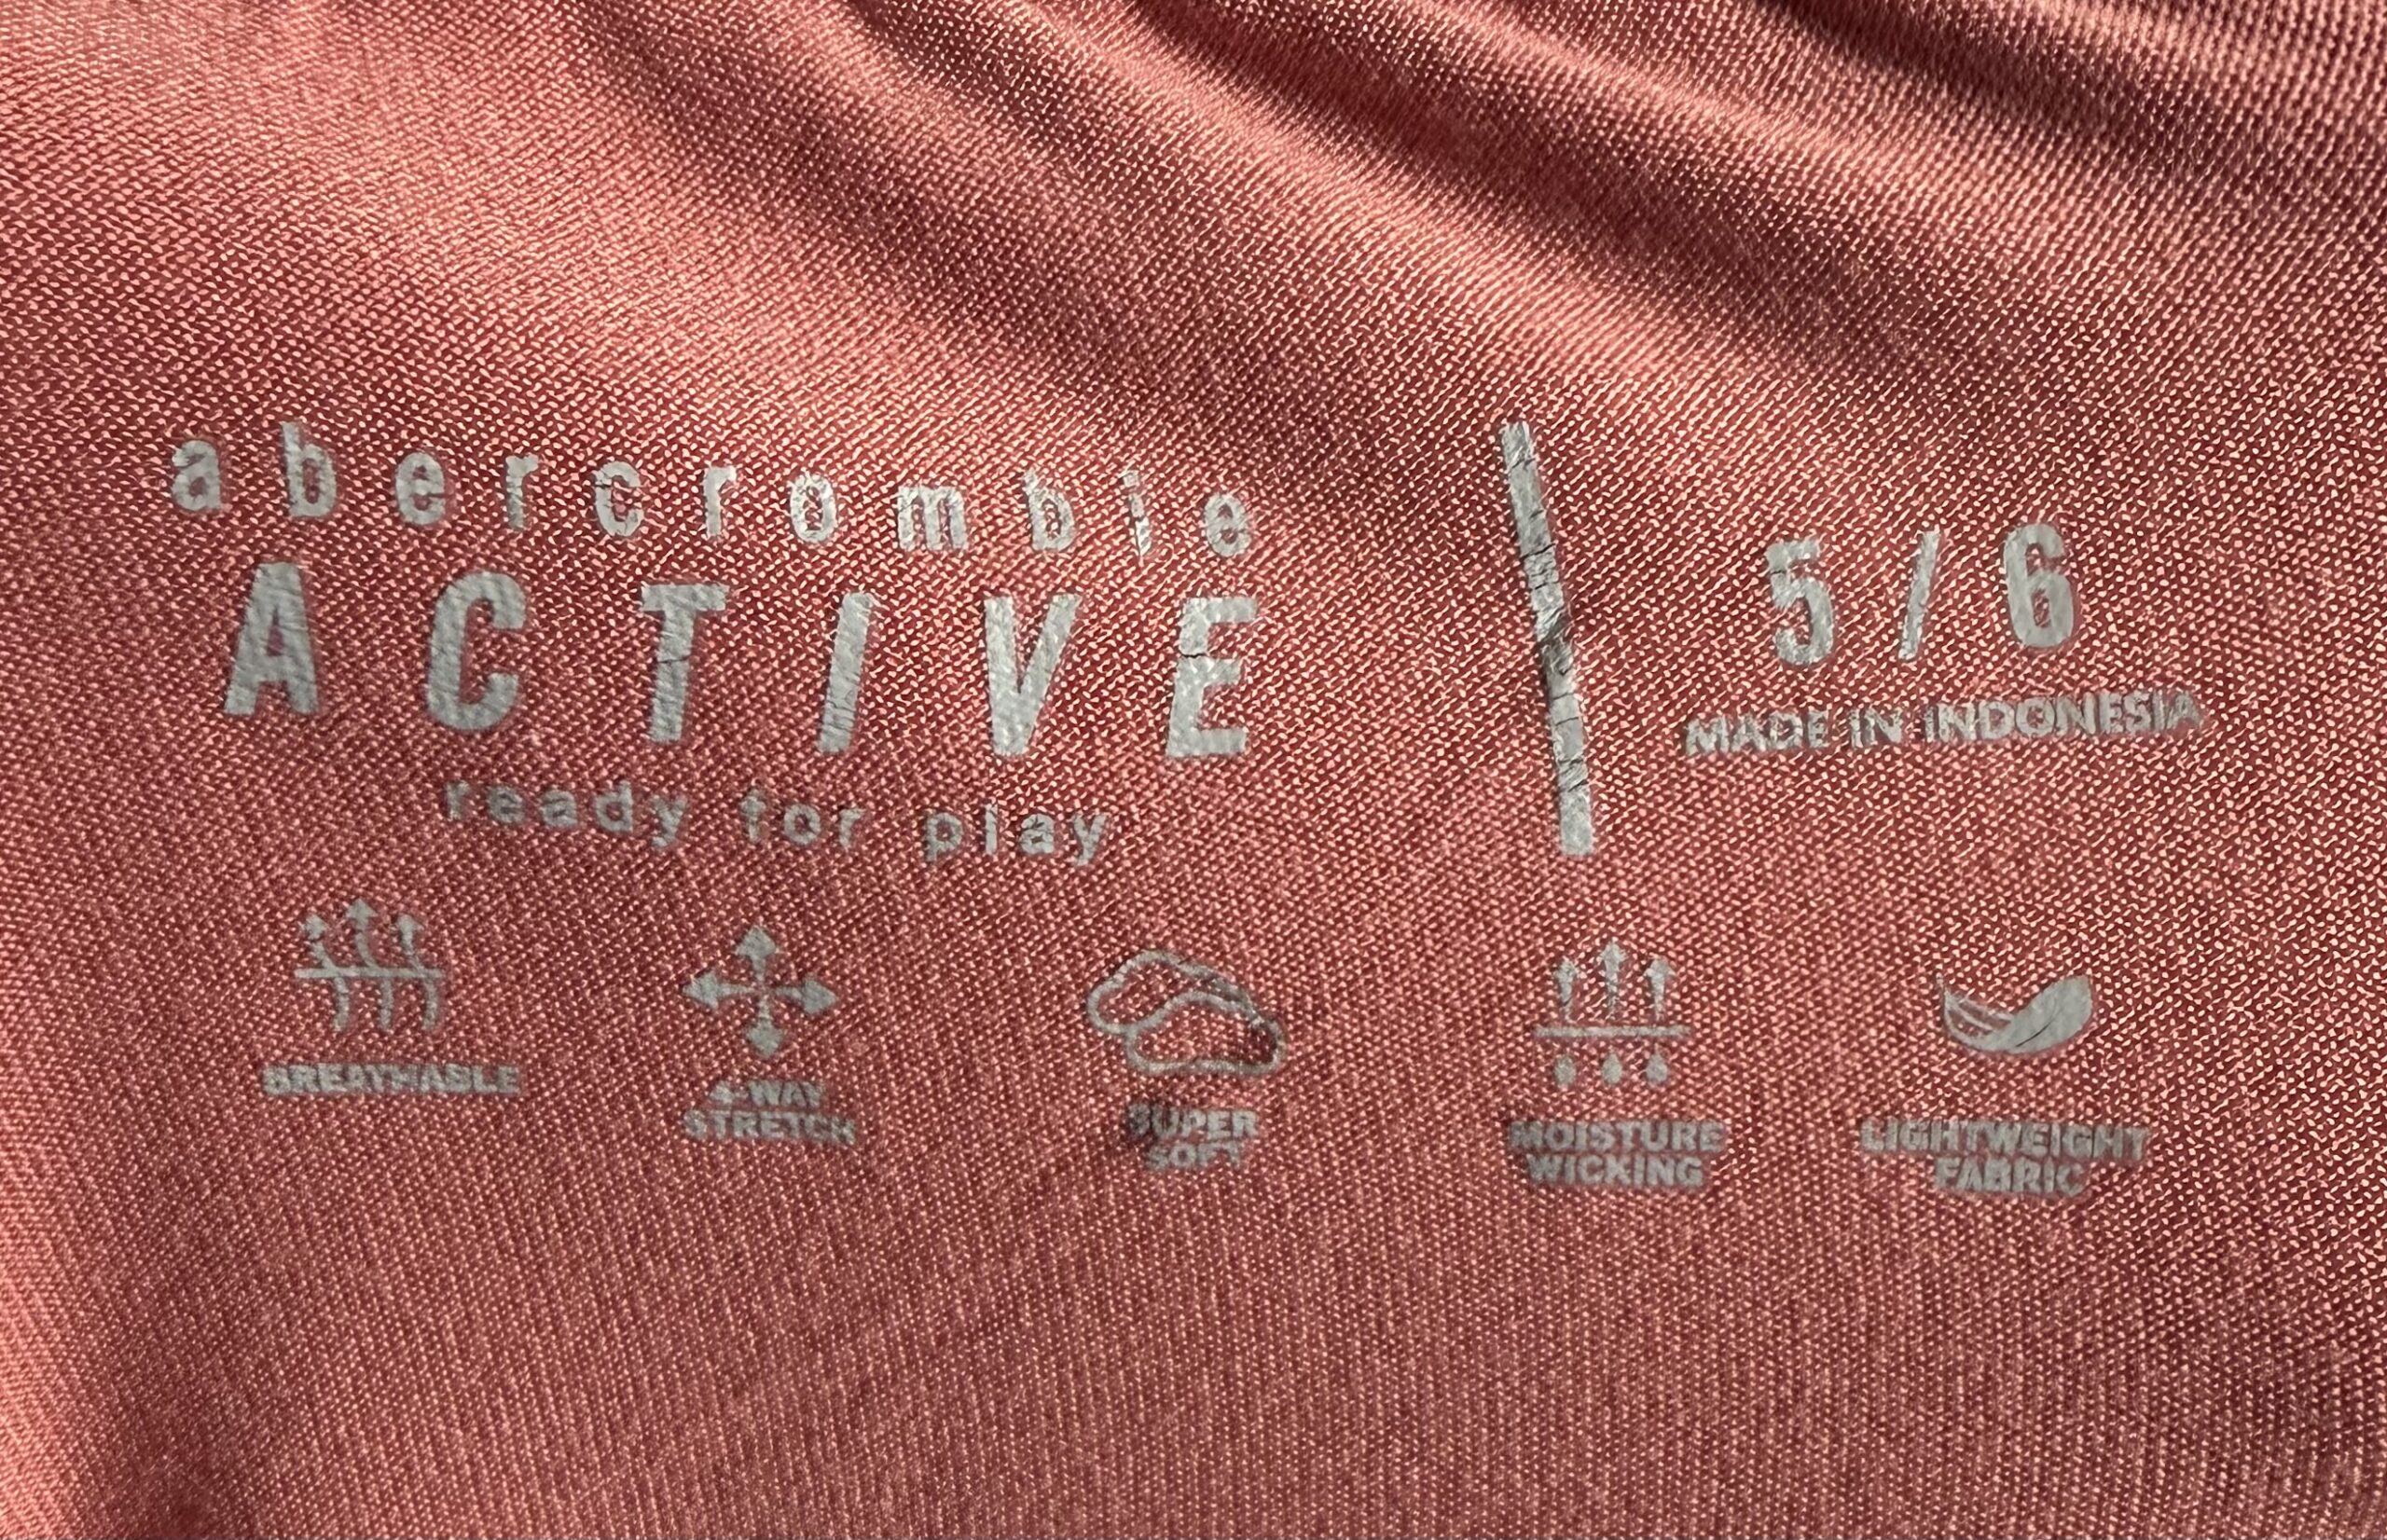 abercrombie
ACTIVE
ready for play
5/6
MADE IN INDONESIA
BREATHABLE
4-WAY
STRETCH
SUPER
SOFT
MOISTURE
WICKING
LIGHTWEIGHT
FABRIC